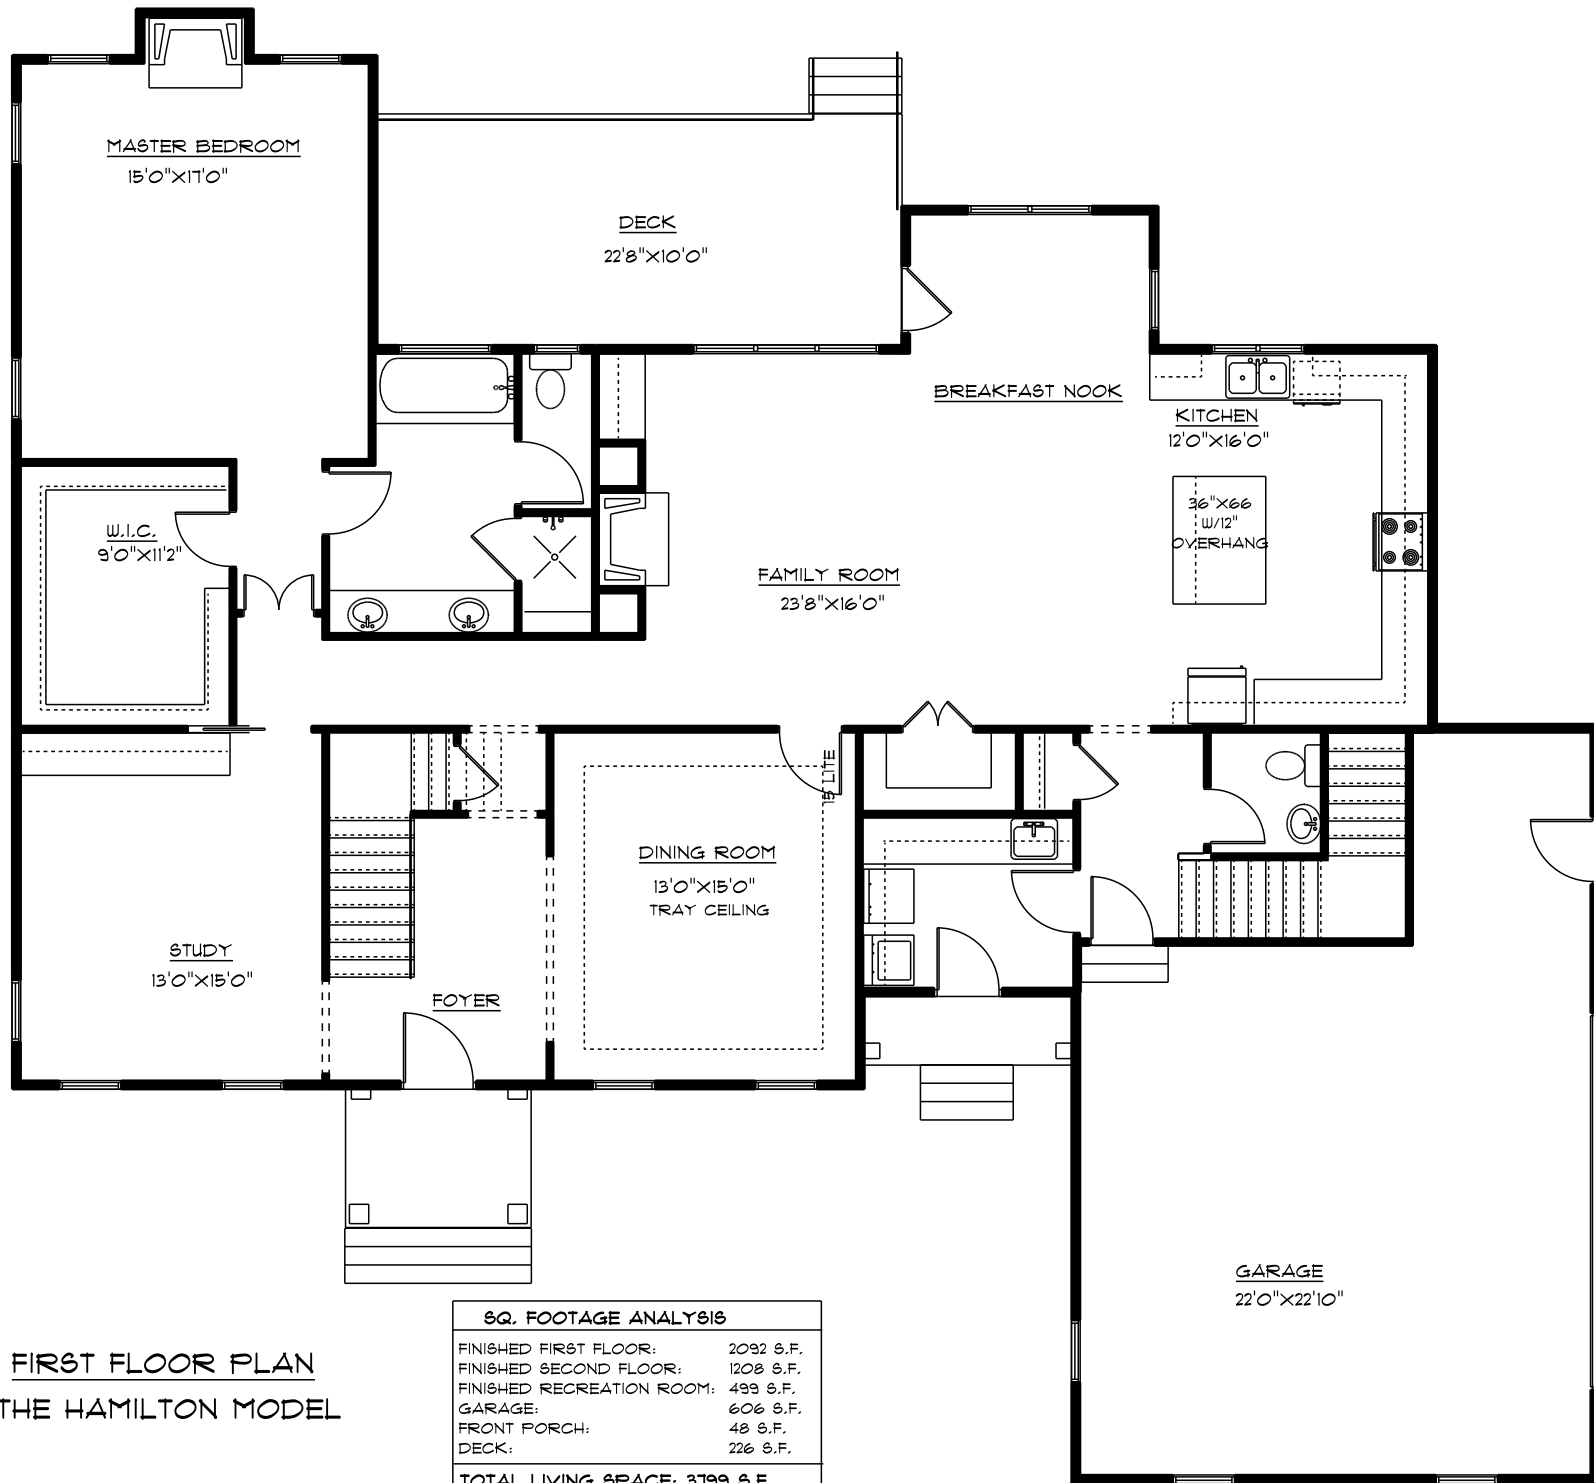 MASTER BEDROOM
15'0"X17'0"
DECK
22'8"X10'0"
BREAKFAST NOOK
KITCHEN
12'0"X16'0"
36"X66
W/12"
OVERHANG
W.I.C.
9'0"X11'2"
FAMILY ROOM
23'8"X16'0"
15 LITE
DINING ROOM
13'0"X15'0"
TRAY CEILING
STUDY
13'0"X15'0"
FOYER
GARAGE
22'0"X22'10"
FIRST FLOOR PLAN
THE HAMILTON MODEL
SQ. FOOTAGE ANALYSIS
FINISHED FIRST FLOOR: 2092 S.F.
FINISHED SECOND FLOOR: 1208 S.F.
FINISHED RECREATION ROOM: 499 S.F.
GARAGE: 606 S.F.
FRONT PORCH: 48 S.F.
DECK: 226 S.F.
TOTAL LIVING SPACE: 3799 S.F.